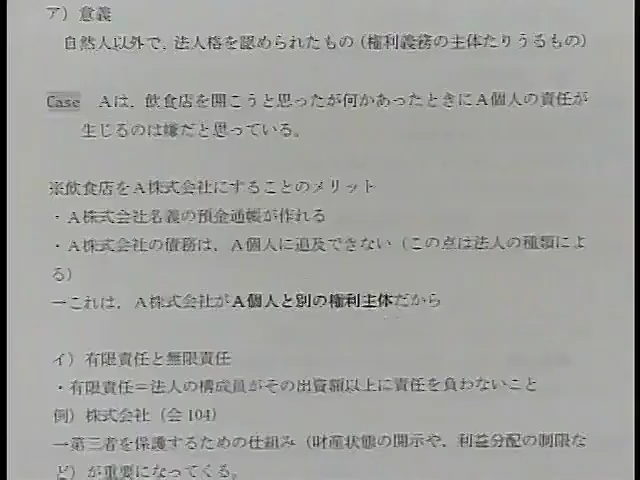 ア）意義
自然人以外で，法人格を認められたもの（権利義務の主体たりうるもの）
Case　Ａは，飲食店を開こうと思ったが何かあったときにＡ個人の責任が
生じるのは嫌だと思っている。
※飲食店をＡ株式会社にすることのメリット
・Ａ株式会社名義の預金通帳が作れる
・Ａ株式会社の債務は，Ａ個人に追及できない（この点は法人の種類によ
る）
→これは，Ａ株式会社がＡ個人と別の権利主体だから
イ）有限責任と無限責任
・有限責任＝法人の構成員がその出資額以上に責任を負わないこと
例）株式会社（会104）
→第三者を保護するための仕組み（財産状態の開示や，利益分配の制限な
ど）が重要になってくる。